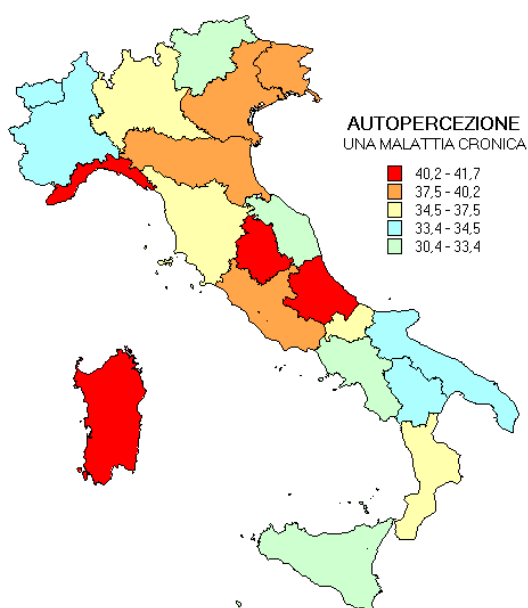 AUTOPERCEZIONE
UNA MALATTIA CRONICA
40,2 - 41,7
37,5 - 40,2
34,5 - 37,5
33,4 - 34,5
30,4 - 33,4